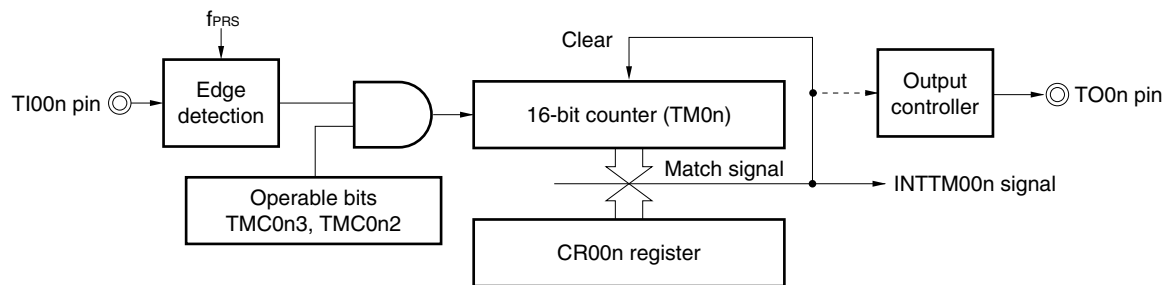 fPRS
TI00n pin
Edge
detection
Operable bits
TMC0n3, TMC0n2
Clear
16-bit counter (TM0n)
Match signal
CR00n register
Output
controller
TO0n pin
INTTM00n signal